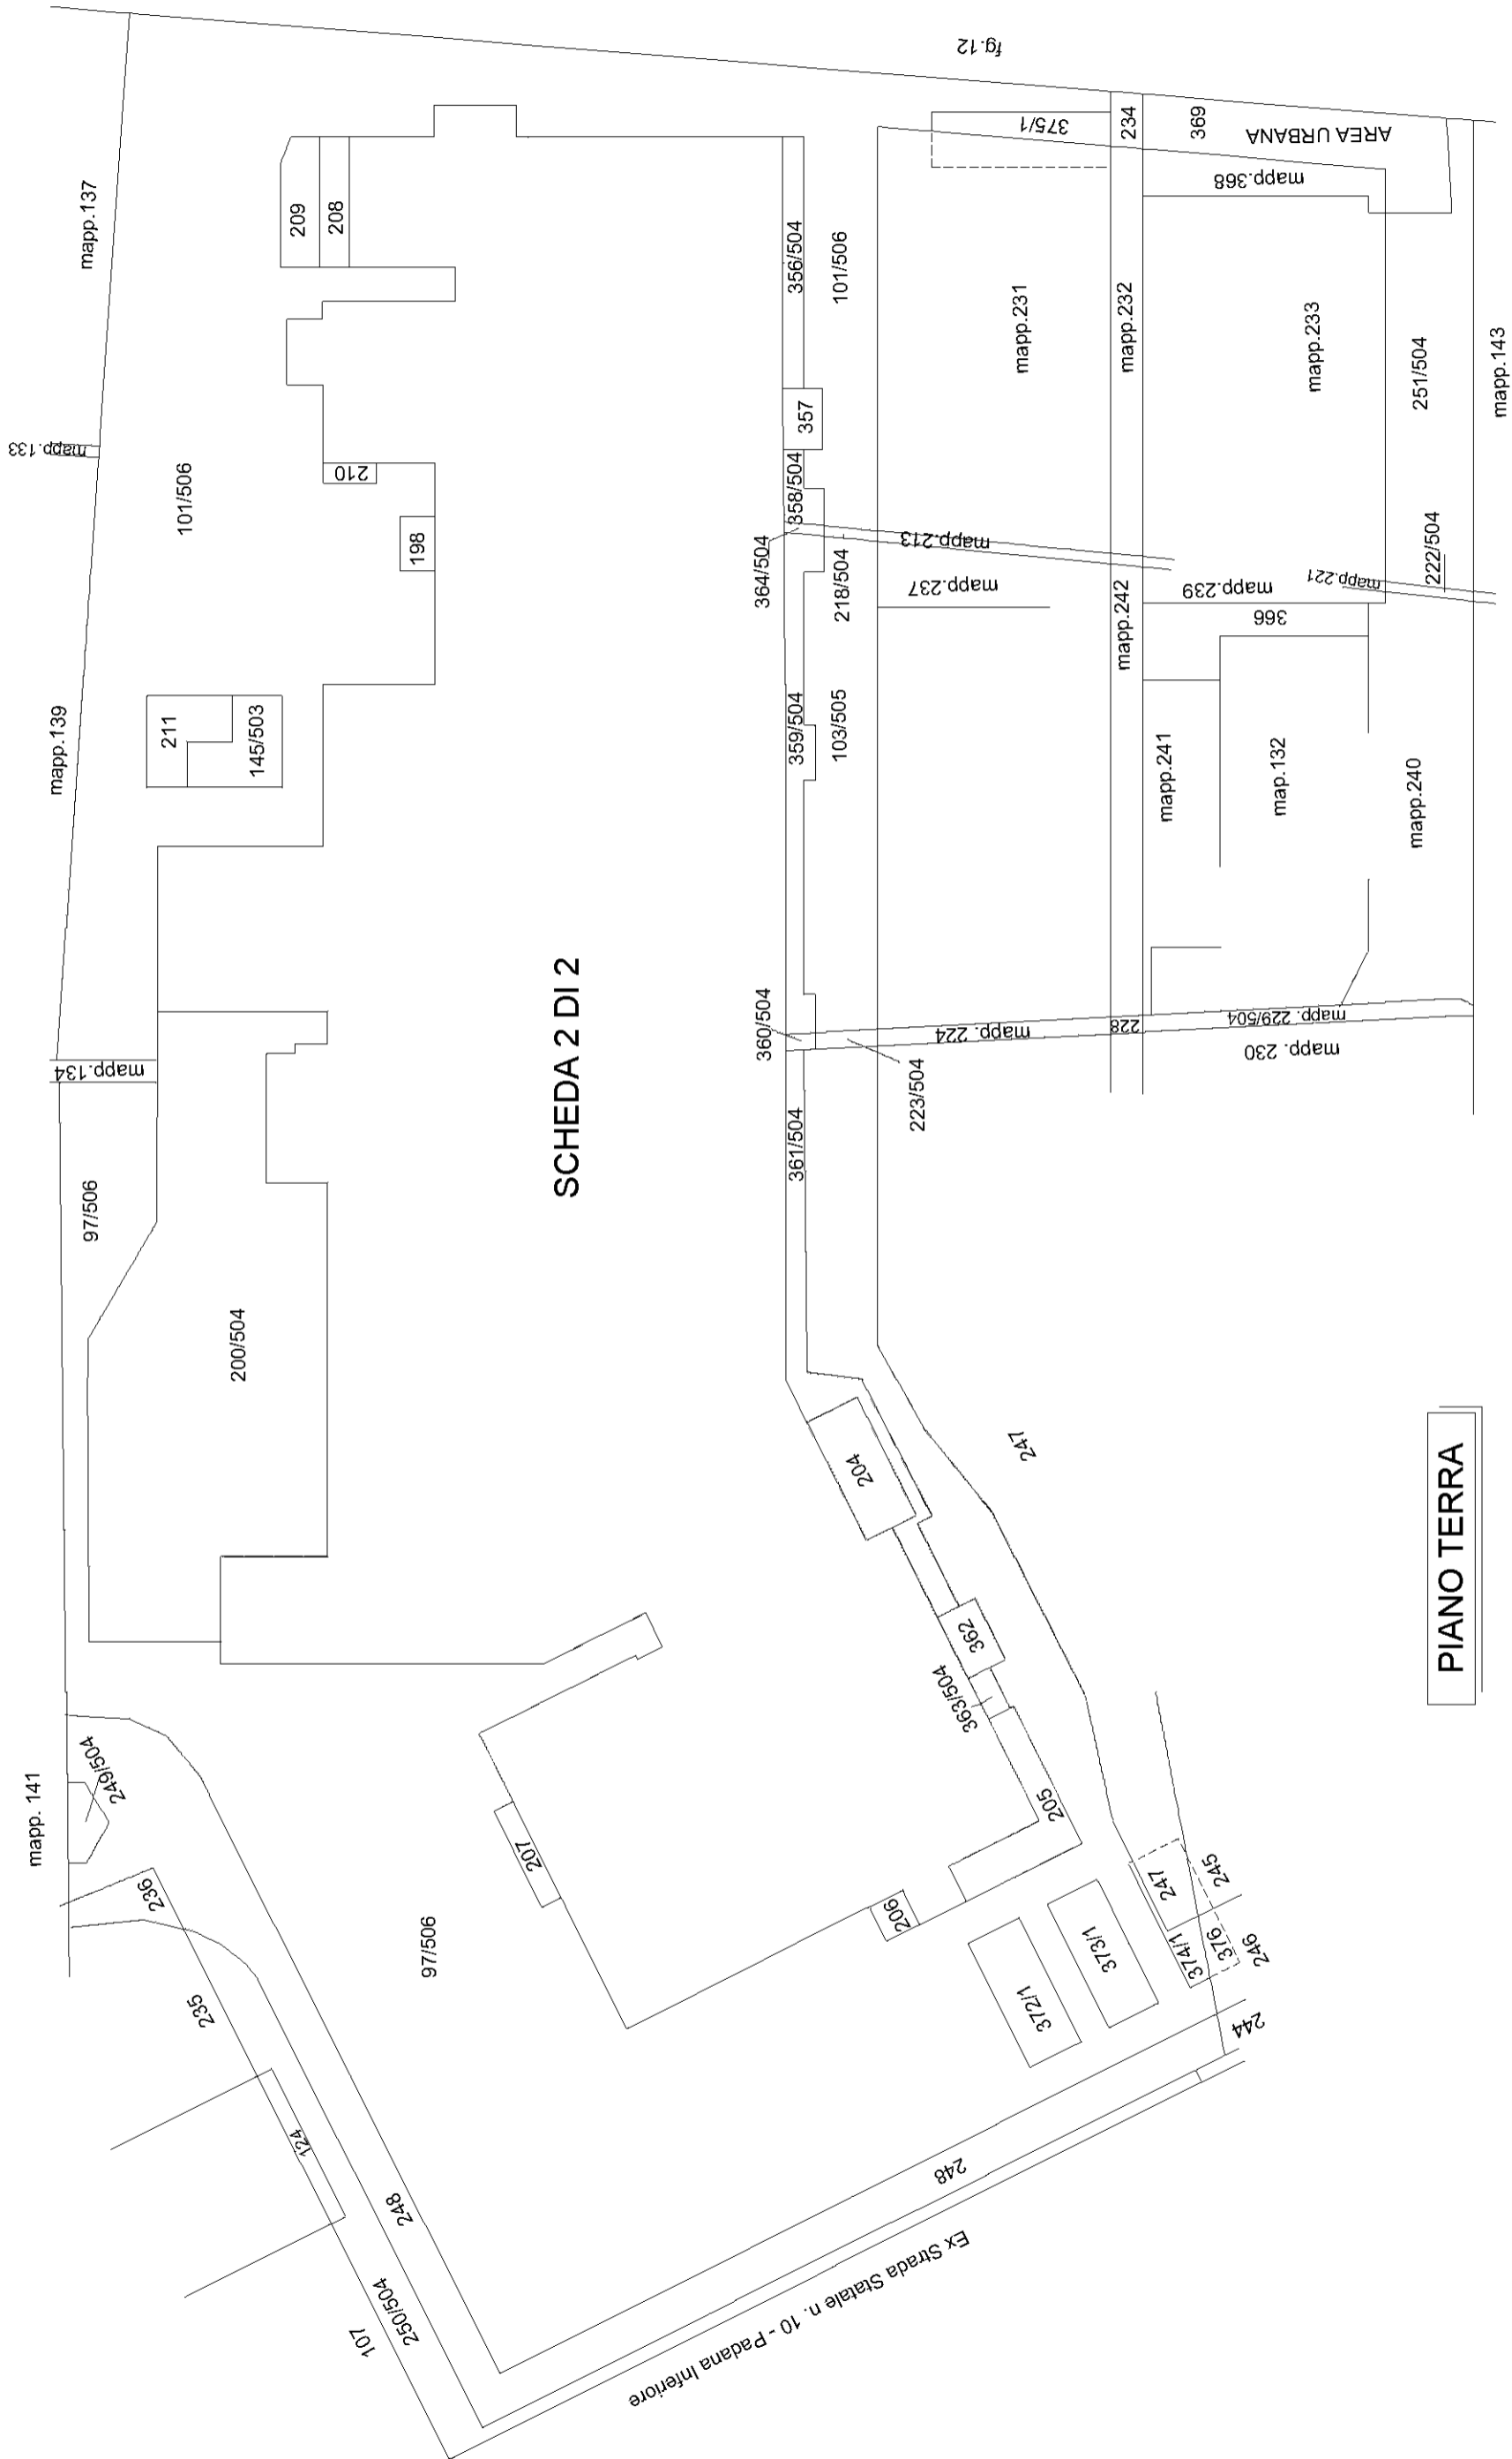 fg.12
mapp.137
209
208
375/1
234
369
AREA URBANA
mapp.368
356/504
101/506
mapp.231
mapp.232
mapp.233
251/504
mapp.143
357
mapp.133
101/506
210
198
358/504
364/504
218/504
mapp.213
mapp.237
mapp.242
mapp.239
mapp.221
222/504
366
mapp.139
211
145/503
359/504
103/505
mapp.241
map.132
mapp.240
SCHEDA 2 DI 2
360/504
223/504
mapp. 224
228
mapp. 229/504
mapp. 230
mapp.134
97/506
361/504
200/504
204
247
PIANO TERRA
362
363/504
205
mapp. 141
249/504
236
207
206
97/506
235
372/1
373/1
247
245
374/1
376
246
244
124
248
248
250/504
107
Ex Strada Statale n. 10 - Padana Inferiore